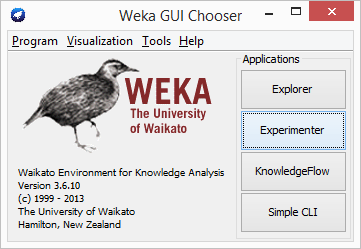 Weka GUI Chooser
Program Visualization Tools Help
WEKA
The University
of Waikato
Waikato Environment for Knowledge Analysis
Version 3.6.10
(c) 1999 - 2013
The University of Waikato
Hamilton, New Zealand
Applications
Explorer
Experimenter
KnowledgeFlow
Simple CLI